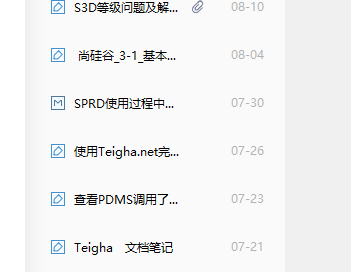 S3D等级问题及解... 08-10
尚硅谷_3-1_基本... 08-04
SPRD使用过程中... 07-30
使用Teigha.net完... 07-26
查看PDMS调用了... 07-23
Teigha 文档笔记 07-21